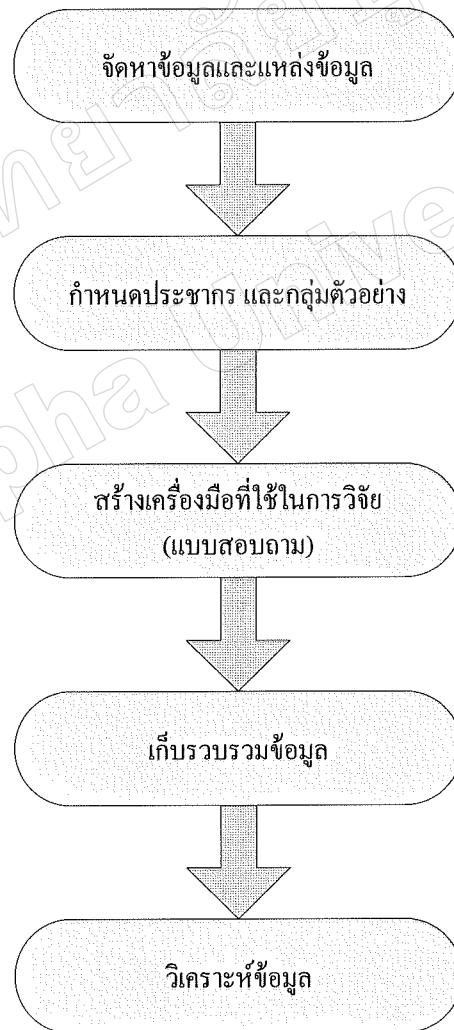 จัดหาข้อมูลและแหล่งข้อมูล
กำหนดประชากร และกลุ่มตัวอย่าง
สร้างเครื่องมือที่ใช้ในการวิจัย
(แบบสอบถาม)
เก็บรวบรวมข้อมูล
วิเคราะห์ข้อมูล